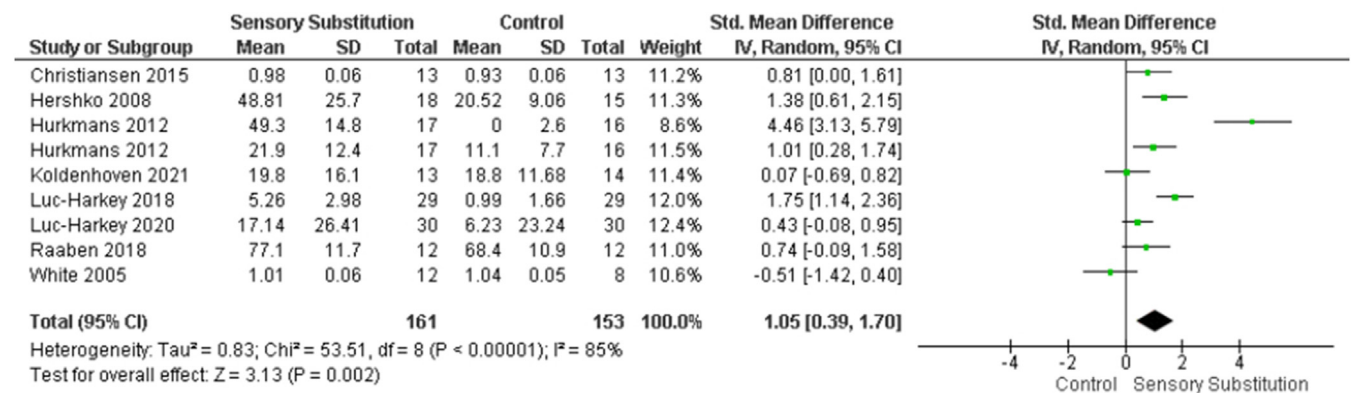 Sensory Substitution Control Std. Mean Difference Std. Mean Difference
Study or Subgroup Mean SD Total Mean SD Total Weight IV, Random, 95% CI IV, Random, 95% CI
Christiansen 2015 0.98 0.06 13 0.93 0.06 13 11.2% 0.81 [0.00, 1.61]
Hershko 2008 48.81 25.7 18 20.52 9.06 15 11.3% 1.38 [0.61, 2.15]
Hurkmans 2012 49.3 14.8 17 0 2.6 16 8.6% 4.46 [3.13, 5.79]
Hurkmans 2012 21.9 12.4 17 11.1 7.7 16 11.5% 1.01 [0.28, 1.74]
Koldenhoven 2021 19.8 16.1 13 18.8 11.68 14 11.4% 0.07 [-0.69, 0.82]
Luc-Harkey 2018 5.26 2.98 29 0.99 1.66 29 12.0% 1.75 [1.14, 2.36]
Luc-Harkey 2020 17.14 26.41 30 6.23 23.24 30 12.4% 0.43 [-0.08, 0.95]
Raaben 2018 77.1 11.7 12 68.4 10.9 12 11.0% 0.74 [-0.09, 1.58]
White 2005 1.01 0.06 12 1.04 0.05 8 10.6% -0.51 [-1.42, 0.40]
Total (95% CI) 161 153 100.0% 1.05 [0.39, 1.70]
Heterogeneity: Tau² = 0.83; Chi² = 53.51, df = 8 (P < 0.00001); I² = 85%
Test for overall effect: Z = 3.13 (P = 0.002)
-4 -2 0 2 4
Control Sensory Substitution